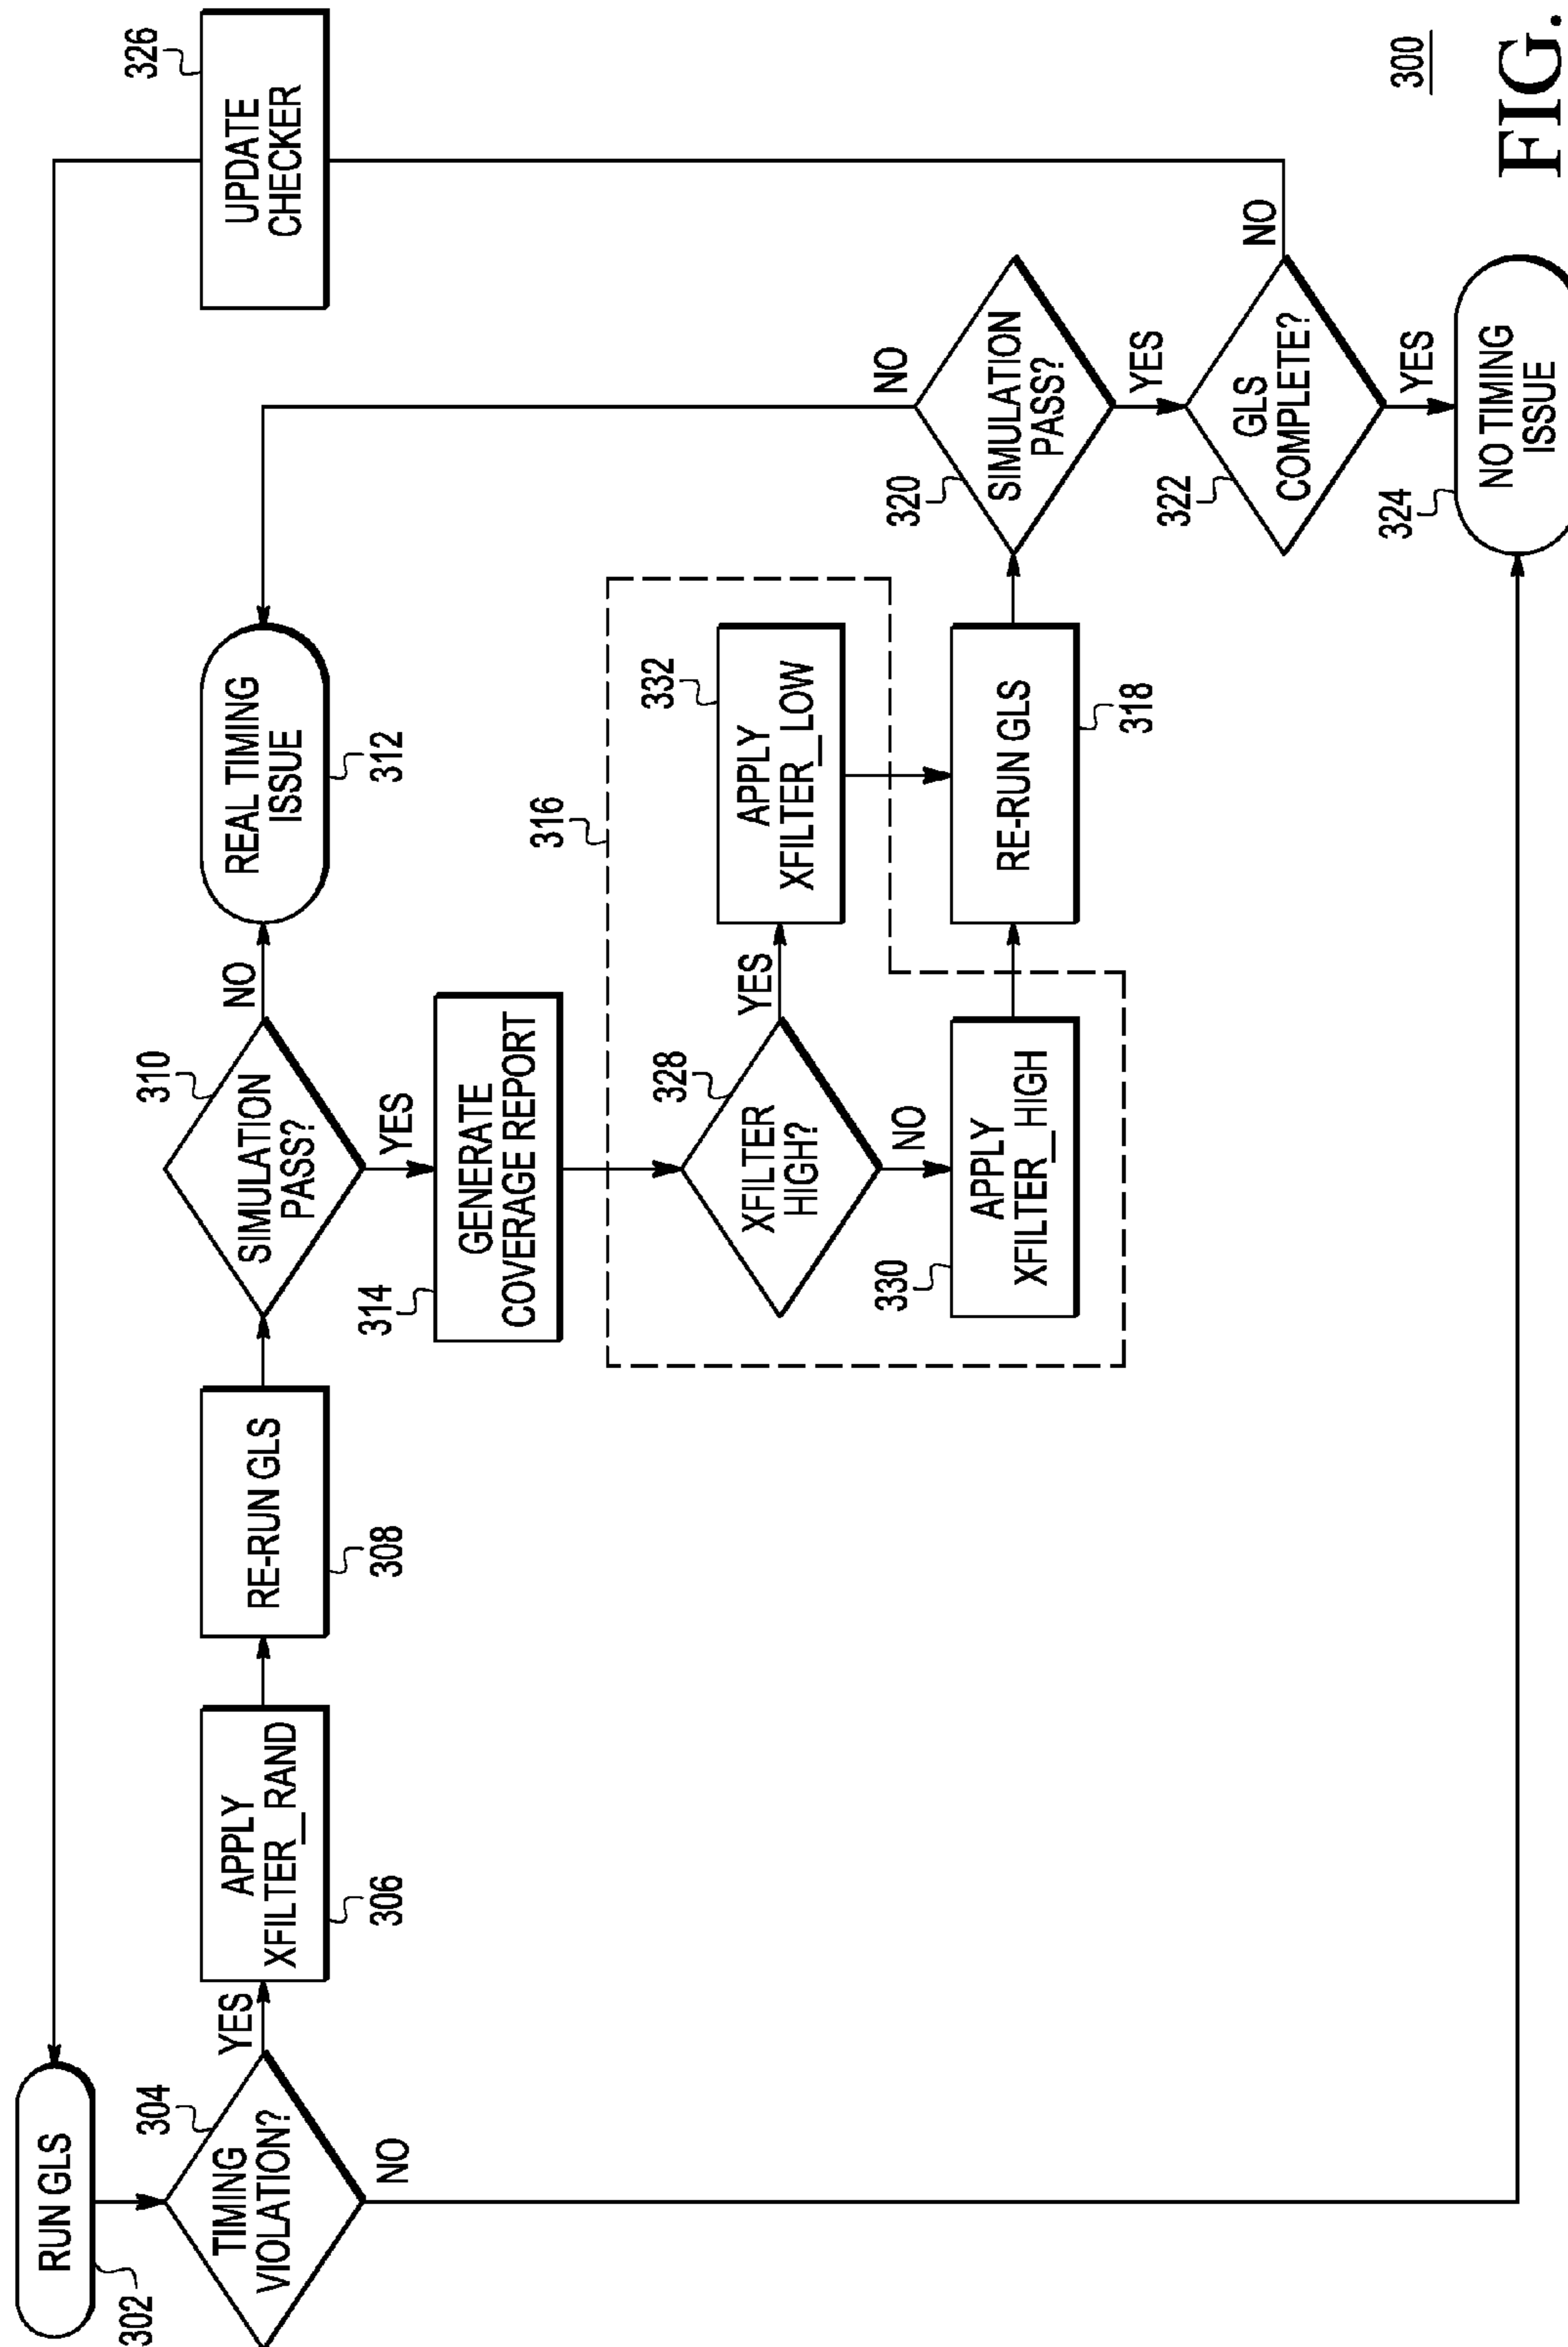 RUN GLS
302
304
TIMING
VIOLATION?
YES
NO
APPLY
XFILTER_RAND
306
RE-RUN GLS
308
310
SIMULATION
PASS?
NO
YES
REAL TIMING
ISSUE
312
UPDATE
CHECKER
326
314
GENERATE
COVERAGE REPORT
316
328
XFILTER
HIGH?
YES
NO
332
APPLY
XFILTER_LOW
330
APPLY
XFILTER_HIGH
RE-RUN GLS
318
320
SIMULATION
PASS?
NO
YES
322
GLS
COMPLETE?
NO
YES
324
NO TIMING
ISSUE
300
FIG.